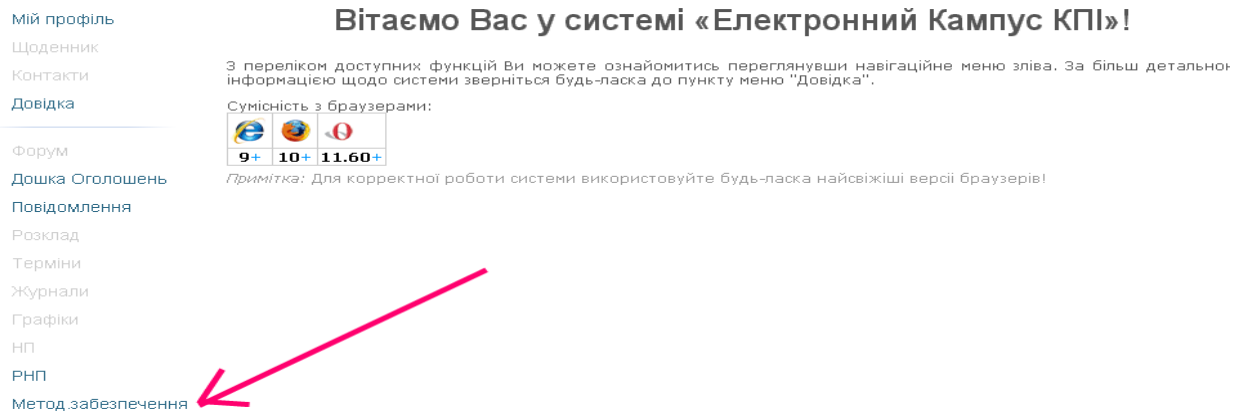 Мій профіль
Щоденник
Контакти
Довідка
Форум
Дошка Оголошень
Повідомлення
Розклад
Терміни
Журнали
Графіки
НП
РНП
Метод.забезпечення
Вітаємо Вас у системі «Електронний Кампус КПІ»!
З переліком доступних функцій Ви можете ознайомитись переглянувши навігаційне меню зліва. За більш детальною
інформацією щодо системи зверніться будь-ласка до пункту меню "Довідка".
Сумісність з браузерами:
9+ 10+ 11.60+
Примітка: Для корректної роботи системи використовуйте будь-ласка найсвіжіші версіі браузерів!